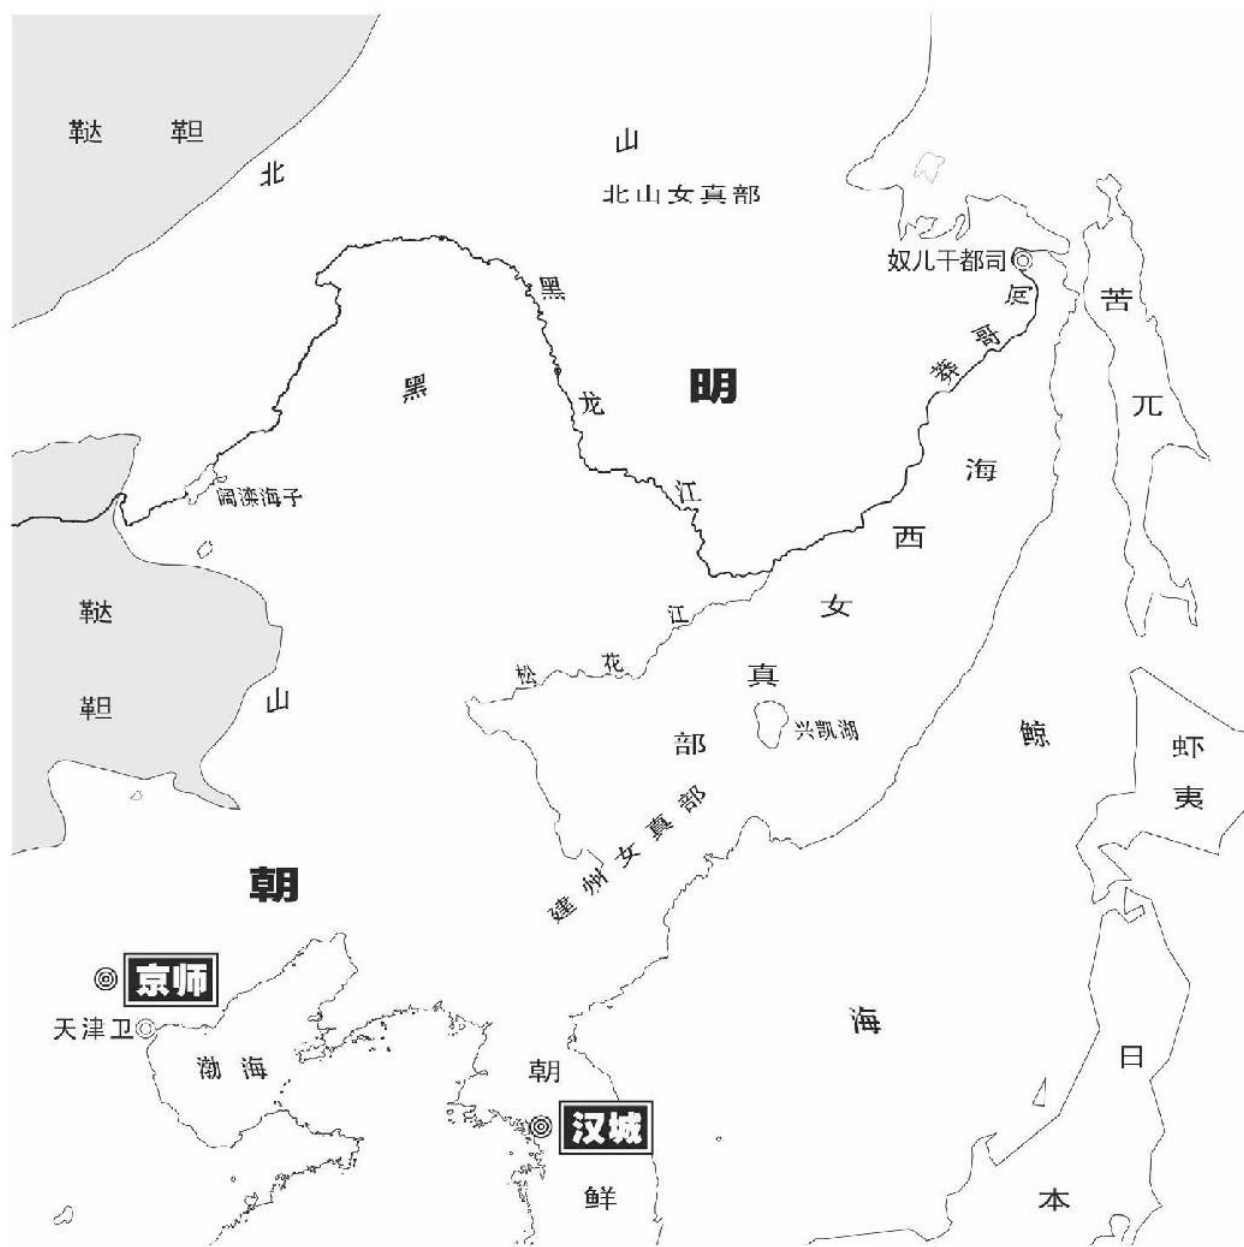 鞑靼
北山
北山女真部
奴儿干都司
黑龙江
莽哥
苦兀
黑山
明朝
阔滦海子
海西女真部
松花江
鞑靼
兴凯湖
建州女真部
鲸海
虾夷
京师
天津卫
渤海
朝鲜
汉城
日本